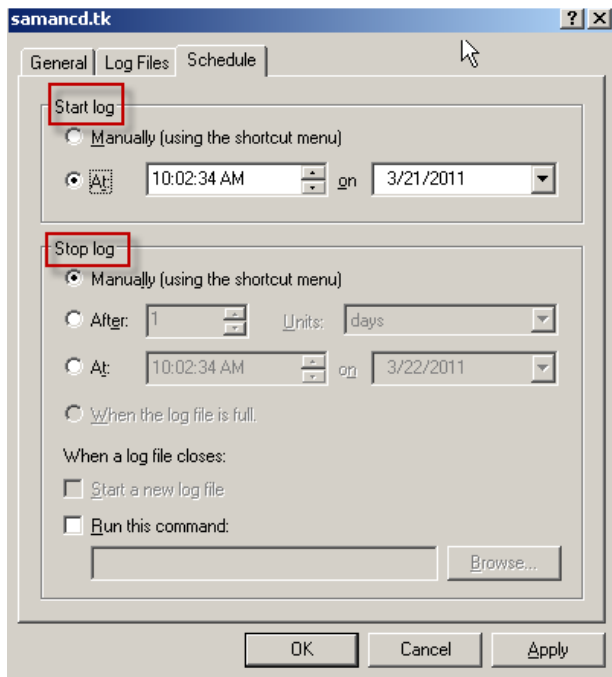 samancd.tk
General Log Files Schedule
Start log
Manually (using the shortcut menu)
At: 10:02:34 AM on 3/21/2011
Stop log
Manually (using the shortcut menu)
After: 1 Units: days
At: 10:02:34 AM on 3/22/2011
When the log file is full.
When a log file closes:
Start a new log file
Run this command:
Browse...
OK Cancel Apply